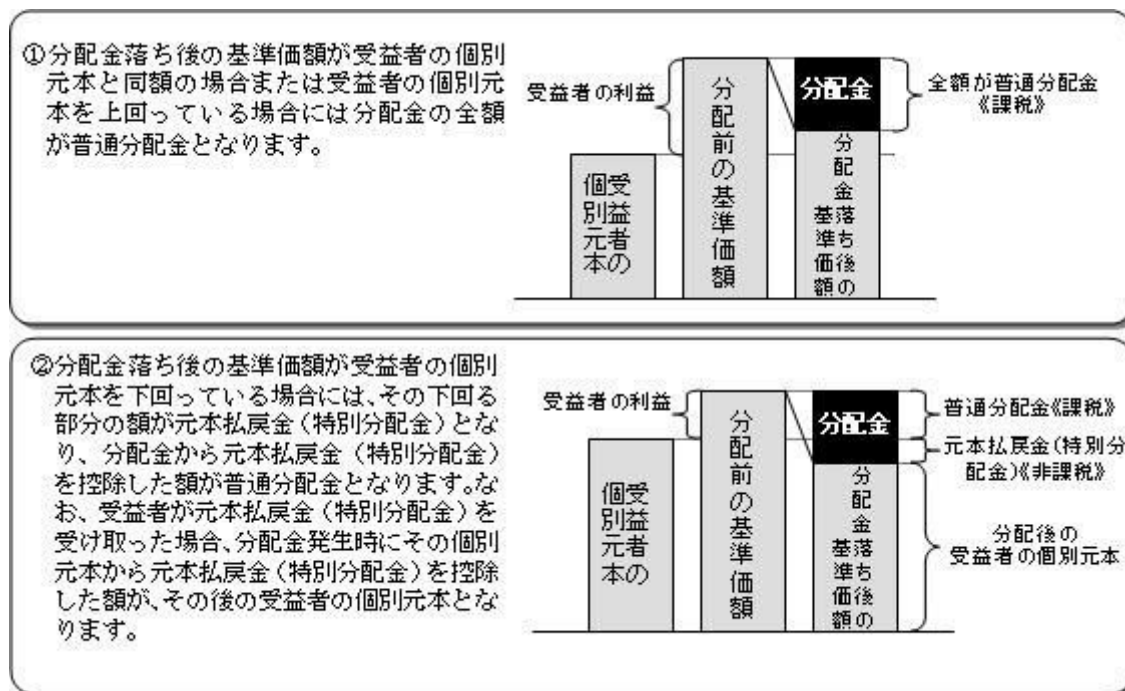 ①分配金落ち後の基準価額が受益者の個別
元本と同額の場合または受益者の個別元
本を上回っている場合には分配金の全額
が普通分配金となります。
受益者の利益
受益者の
個別元本
分配前の基準価額
分配金
分配金落ち後の
基準価額
全額が普通分配金
《課税》
②分配金落ち後の基準価額が受益者の個別
元本を下回っている場合には、その下回る
部分の額が元本払戻金（特別分配金）とな
り、分配金から元本払戻金（特別分配金）
を控除した額が普通分配金となります。な
お、受益者が元本払戻金（特別分配金）を
受け取った場合、分配金発生時にその個別
元本から元本払戻金（特別分配金）を控除
した額が、その後の受益者の個別元本とな
ります。
受益者の利益
受益者の
個別元本
分配前の基準価額
分配金
分配金落ち後の
基準価額
普通分配金《課税》
元本払戻金(特別分
配金)《非課税》
分配後の
受益者の個別元本